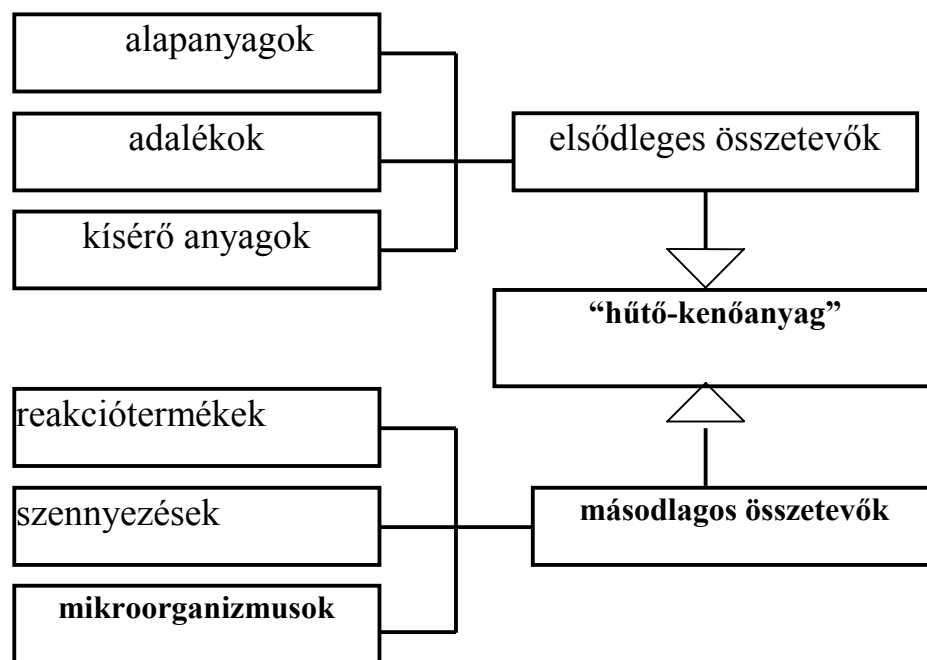 alapanyagok
adalékok
kísérő anyagok
elsődleges összetevők
“hűtő-kenőanyag”
reakciótermékek
szennyezések
mikroorganizmusok
másodlagos összetevők